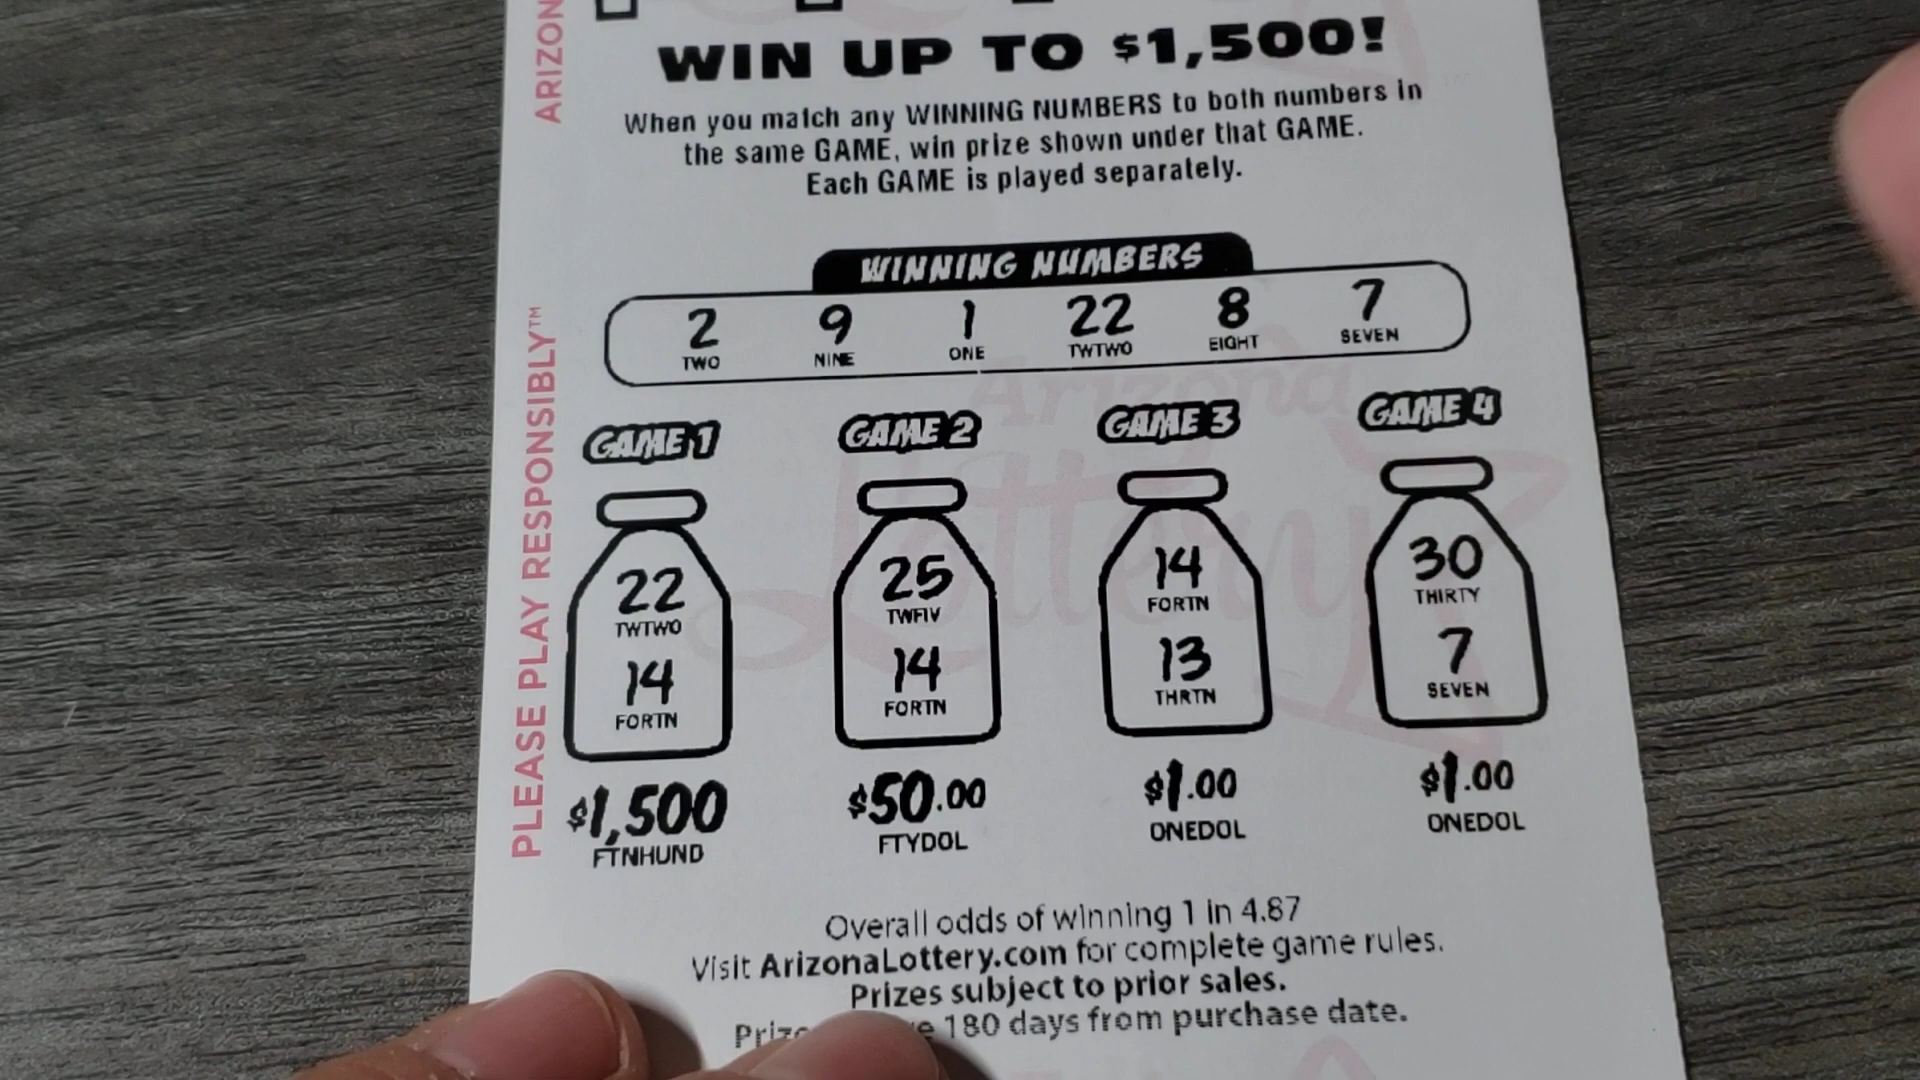 ARIZON
PLEASE PLAY RESPONSIBLY™
WIN UP TO $1,500!
When you match any WINNING NUMBERS to both numbers in
the same GAME, win prize shown under that GAME.
Each GAME is played separately.
WINNING NUMBERS
2 9 1 22 8 7
TWO NINE ONE TWTWO EIGHT SEVEN
GAME 1 GAME 2 GAME 3 GAME 4
22 25 14 30
TWTWO TWFIV FORTN THIRTY
14 14 13 7
FORTN FORTN THRTN SEVEN
$1,500 $50.00 $1.00 $1.00
FTNHUND FTYDOL ONEDOL ONEDOL
Arizona
Lottery
Overall odds of winning 1 in 4.87
Visit ArizonaLottery.com for complete game rules.
Prizes subject to prior sales.
180 days from purchase date.